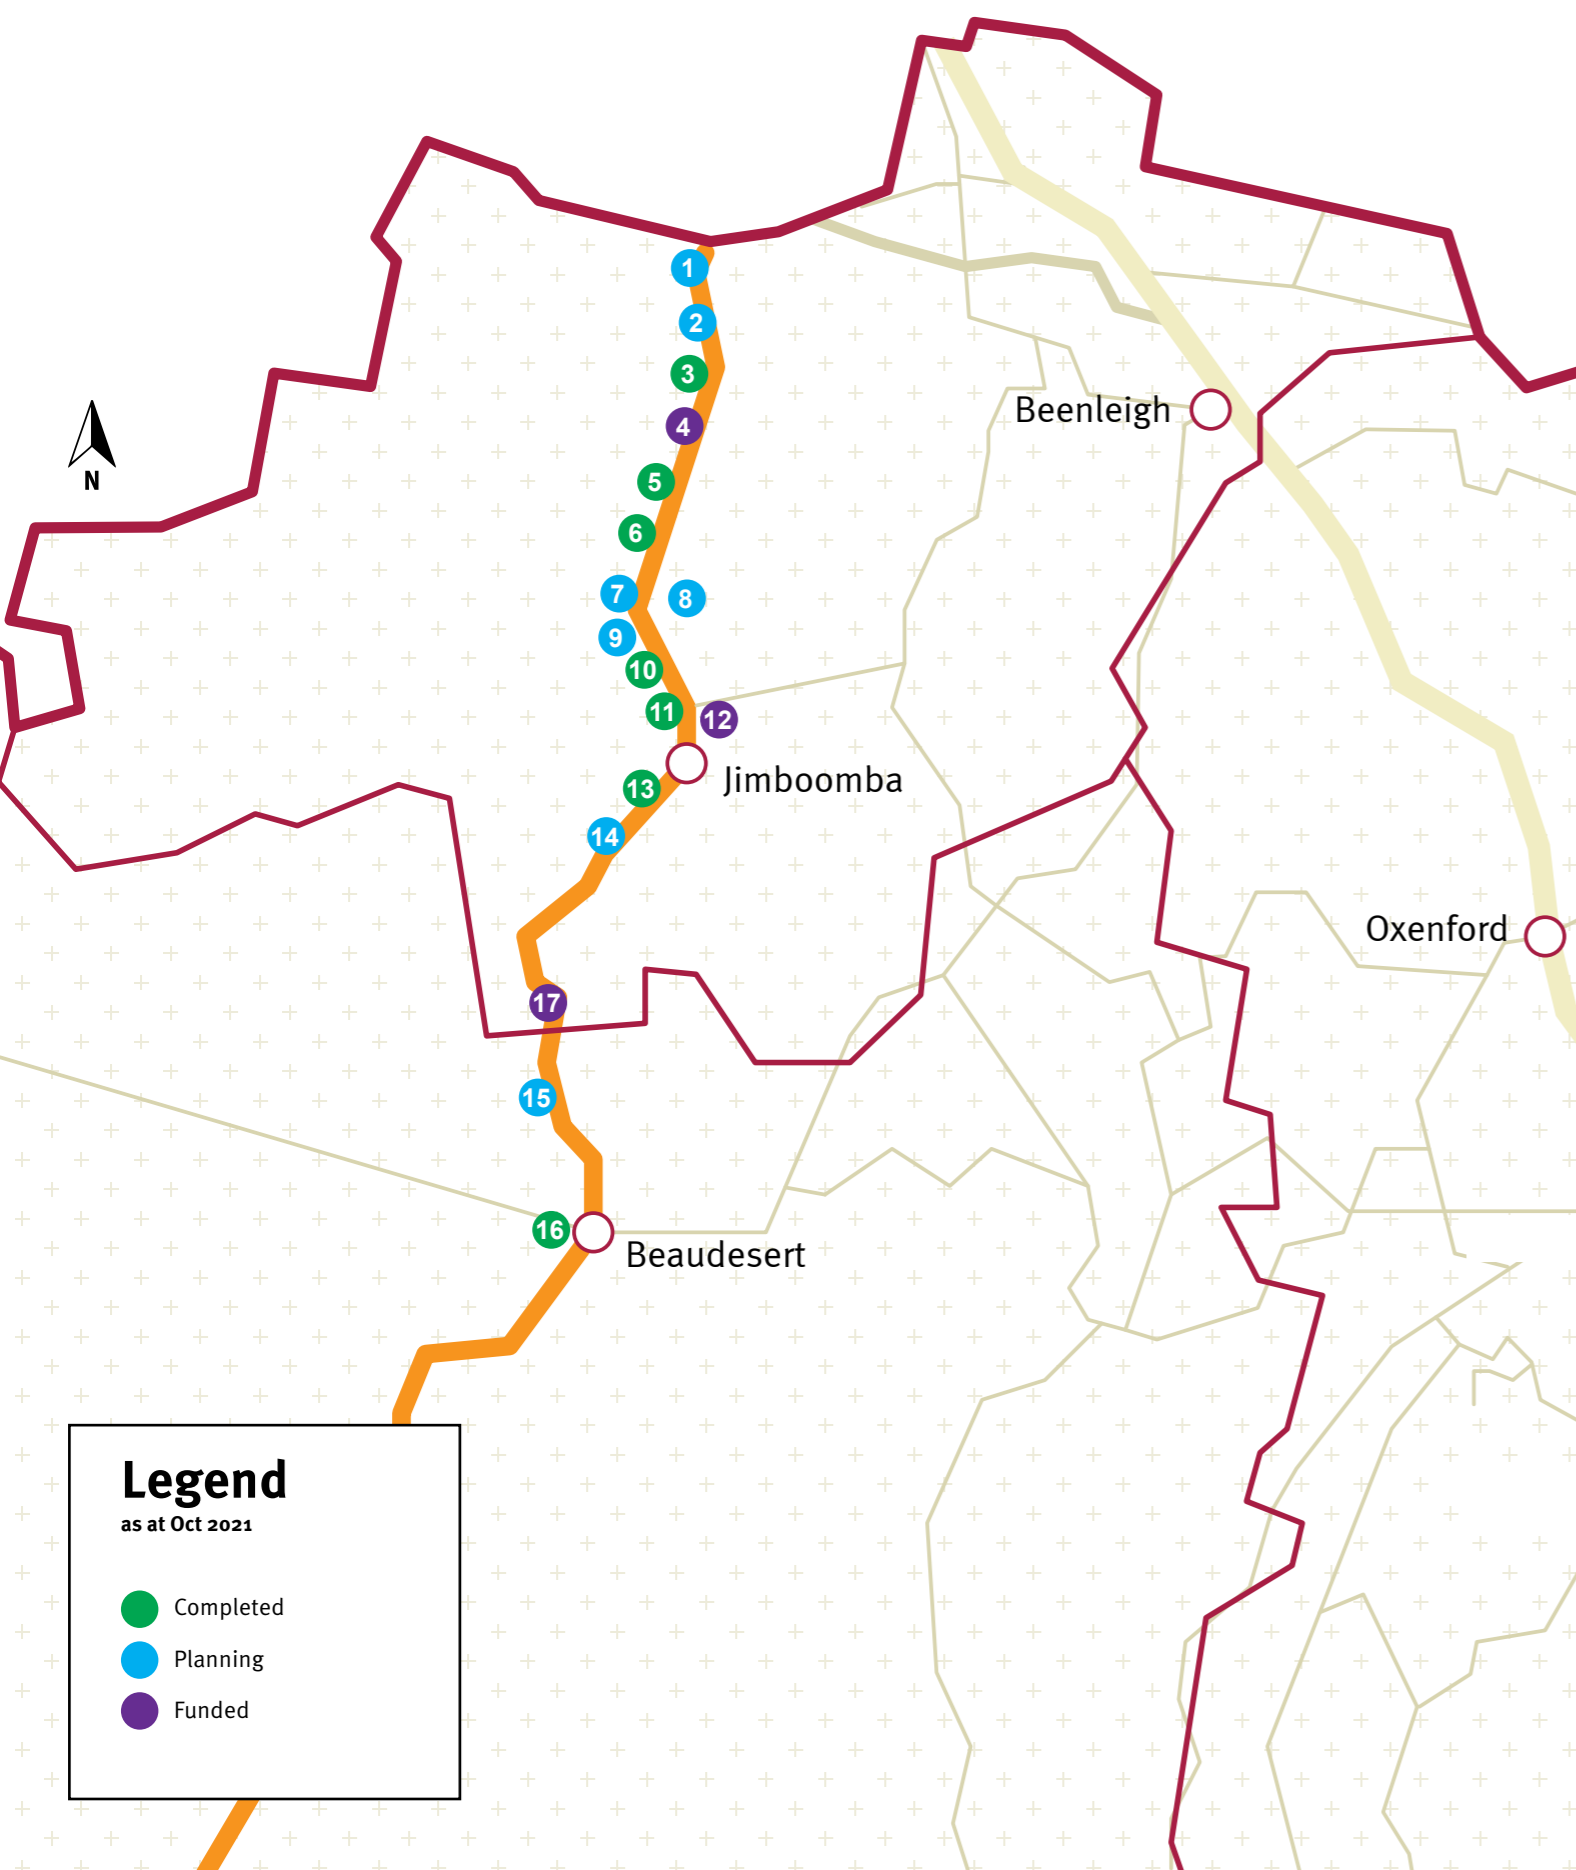 1
2
3
Beenleigh
4
N
5
6
7
8
9
10
11
12
Jimboomba
13
14
Oxenford
17
15
16
Beaudesert
Legend
as at Oct 2021
Completed
Planning
Funded